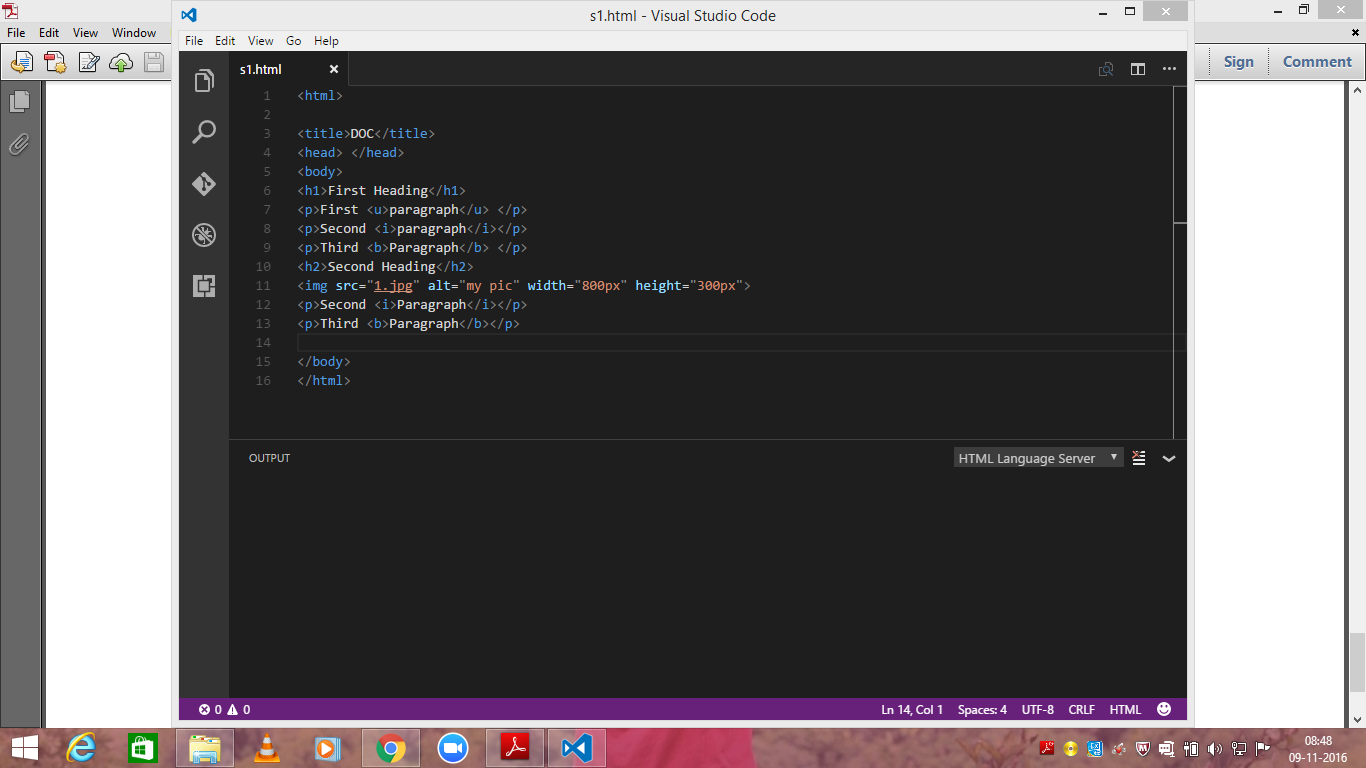 s1.html - Visual Studio Code
File Edit View Window
File Edit View Go Help
Sign Comment
s1.html
1 <html>
2
3 <title>DOC</title>
4 <head> </head>
5 <body>
6 <h1>First Heading</h1>
7 <p>First <u>paragraph</u> </p>
8 <p>Second <i>paragraph</i></p>
9 <p>Third <b>Paragraph</b> </p>
10 <h2>Second Heading</h2>
11 <img src="1.jpg" alt="my pic" width="800px" height="300px">
12 <p>Second <i>Paragraph</i></p>
13 <p>Third <b>Paragraph</b></p>
14
15 </body>
16 </html>
OUTPUT
HTML Language Server
0 0
Ln 14, Col 1 Spaces: 4 UTF-8 CRLF HTML
08:48
09-11-2016